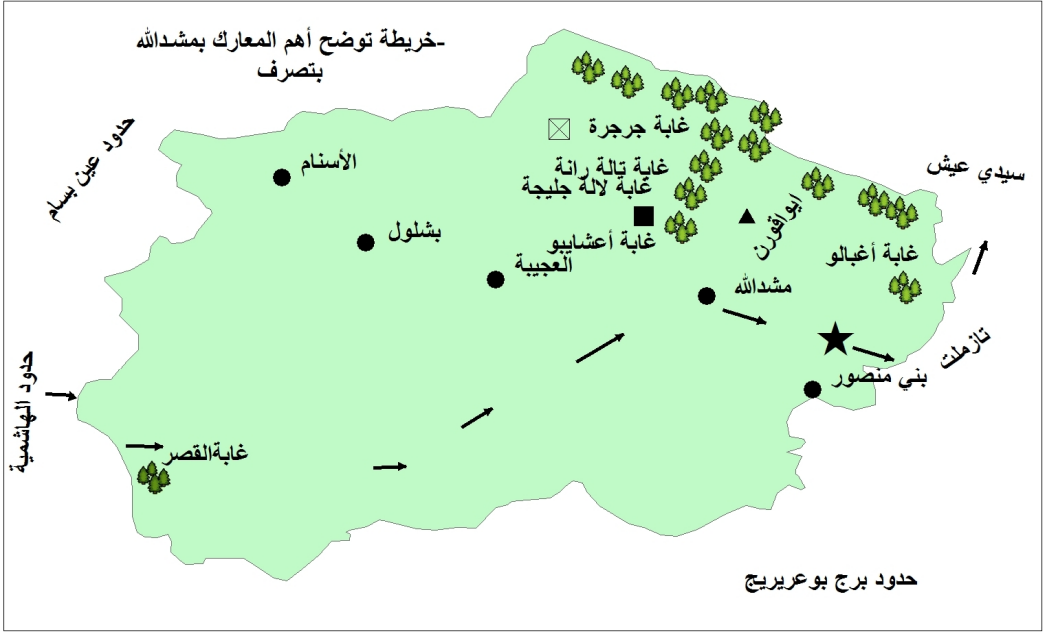 -خريطة توضح أهم المعارك بمشدالله
بتصرف
حدود عين بسام
الأسنام
غابة جرجرة
غابة تالة رانة
غابة لالة جليجة
سيدي عيش
بشلول
غابة أعشايبو
ايواقورن
غابة أغبالو
العجيبة
مشدالله
تازملت
بني منصور
حدود الهاشمية
غابةالقصر
حدود برج بوعريريج